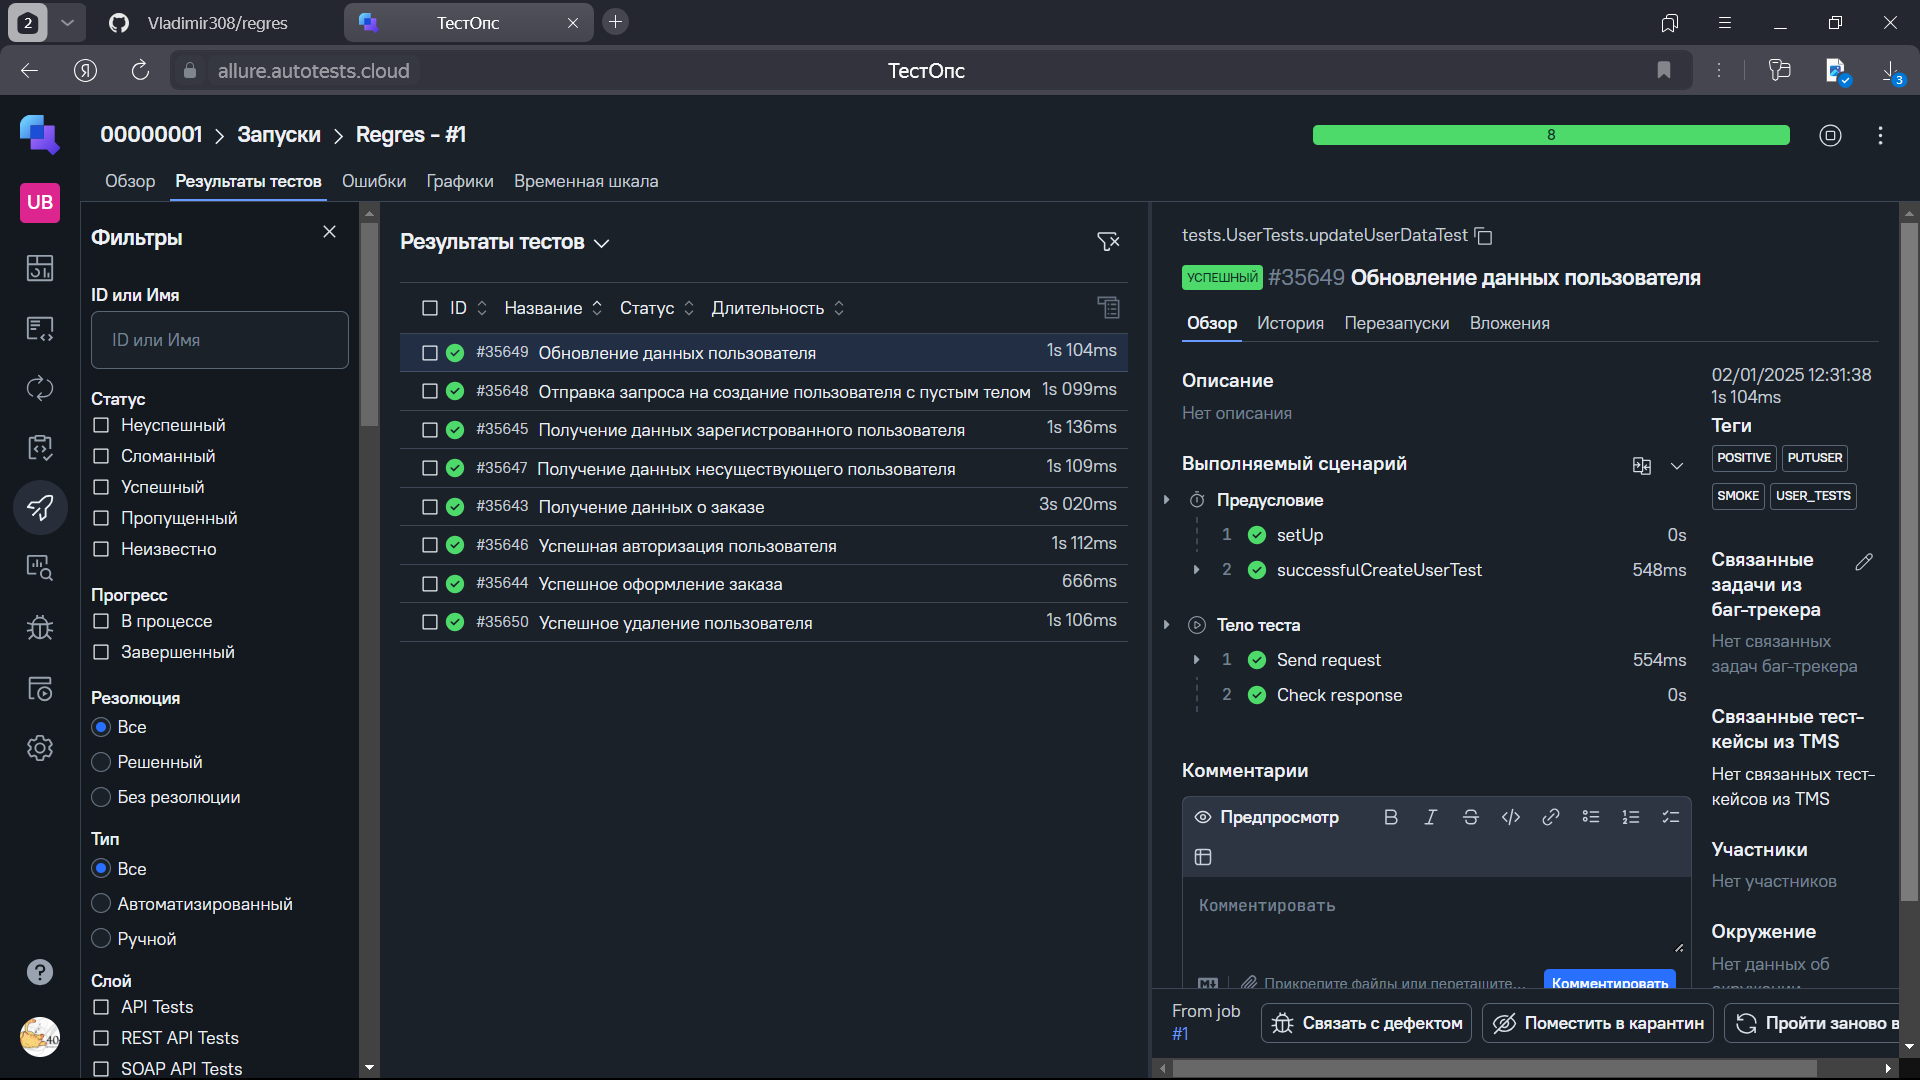 2
Vladimir308/regres
ТестОпс
allure.autotests.cloud
ТестОпс
3
00000001 > Запуски > Regres - #1
8
Обзор Результаты тестов Ошибки Графики Временная шкала
UB
Фильтры
ID или Имя
ID или Имя
Статус
Неуспешный
Сломанный
Успешный
Пропущенный
Неизвестно
Прогресс
В процессе
Завершенный
Резолюция
Все
Решенный
Без резолюции
Тип
Все
Автоматизированный
Ручной
Слой
API Tests
REST API Tests
SOAP API Tests
Результаты тестов
ID Название Статус Длительность
#35649 Обновление данных пользователя 1s 104ms
#35648 Отправка запроса на создание пользователя с пустым телом 1s 099ms
#35645 Получение данных зарегистрованного пользователя 1s 136ms
#35647 Получение данных несуществующего пользователя 1s 109ms
#35643 Получение данных о заказе 3s 020ms
#35646 Успешная авторизация пользователя 1s 112ms
#35644 Успешное оформление заказа 666ms
#35650 Успешное удаление пользователя 1s 106ms
tests.UserTests.updateUserDataTest
УСПЕШНЫЙ #35649 Обновление данных пользователя
Обзор История Перезапуски Вложения
Описание
Нет описания
Выполняемый сценарий
Предусловие
1 setUp 0s
2 successfulCreateUserTest 548ms
Тело теста
1 Send request 554ms
2 Check response 0s
Комментарии
Предпросмотр
Комментировать
Прикрепите файлы или перетащите...
Комментировать
02/01/2025 12:31:38
1s 104ms
Теги
POSITIVE PUTUSER
SMOKE USER_TESTS
Связанные
задачи из
баг-трекера
Нет связанных
задач баг-трекера
Связанные тест-
кейсы из TMS
Нет связанных тест-
кейсов из TMS
Участники
Нет участников
Окружение
Нет данных об
From job
#1
Связать с дефектом
Поместить в карантин
Пройти заново в